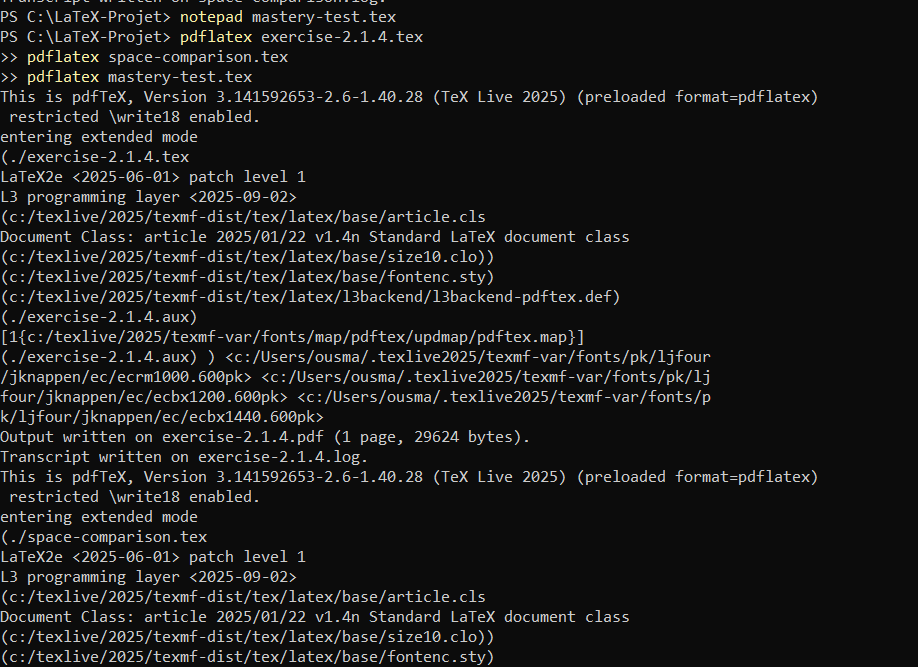 Transcript written on space-comparison.log.
PS C:\LaTeX-Projet> notepad mastery-test.tex
PS C:\LaTeX-Projet> pdflatex exercise-2.1.4.tex
>> pdflatex space-comparison.tex
>> pdflatex mastery-test.tex
This is pdfTeX, Version 3.141592653-2.6-1.40.28 (TeX Live 2025) (preloaded format=pdflatex)
 restricted \write18 enabled.
entering extended mode
(./exercise-2.1.4.tex
LaTeX2e <2025-06-01> patch level 1
L3 programming layer <2025-09-02>
(c:/texlive/2025/texmf-dist/tex/latex/base/article.cls
Document Class: article 2025/01/22 v1.4n Standard LaTeX document class
(c:/texlive/2025/texmf-dist/tex/latex/base/size10.clo))
(c:/texlive/2025/texmf-dist/tex/latex/base/fontenc.sty)
(c:/texlive/2025/texmf-dist/tex/latex/l3backend/l3backend-pdftex.def)
(./exercise-2.1.4.aux)
[1{c:/texlive/2025/texmf-var/fonts/map/pdftex/updmap/pdftex.map}]
(./exercise-2.1.4.aux) ) <c:/Users/ousma/.texlive2025/texmf-var/fonts/pk/ljfour
/jknappen/ec/ecrm1000.600pk> <c:/Users/ousma/.texlive2025/texmf-var/fonts/pk/lj
four/jknappen/ec/ecbx1200.600pk> <c:/Users/ousma/.texlive2025/texmf-var/fonts/p
k/ljfour/jknappen/ec/ecbx1440.600pk>
Output written on exercise-2.1.4.pdf (1 page, 29624 bytes).
Transcript written on exercise-2.1.4.log.
This is pdfTeX, Version 3.141592653-2.6-1.40.28 (TeX Live 2025) (preloaded format=pdflatex)
 restricted \write18 enabled.
entering extended mode
(./space-comparison.tex
LaTeX2e <2025-06-01> patch level 1
L3 programming layer <2025-09-02>
(c:/texlive/2025/texmf-dist/tex/latex/base/article.cls
Document Class: article 2025/01/22 v1.4n Standard LaTeX document class
(c:/texlive/2025/texmf-dist/tex/latex/base/size10.clo))
(c:/texlive/2025/texmf-dist/tex/latex/base/fontenc.sty)